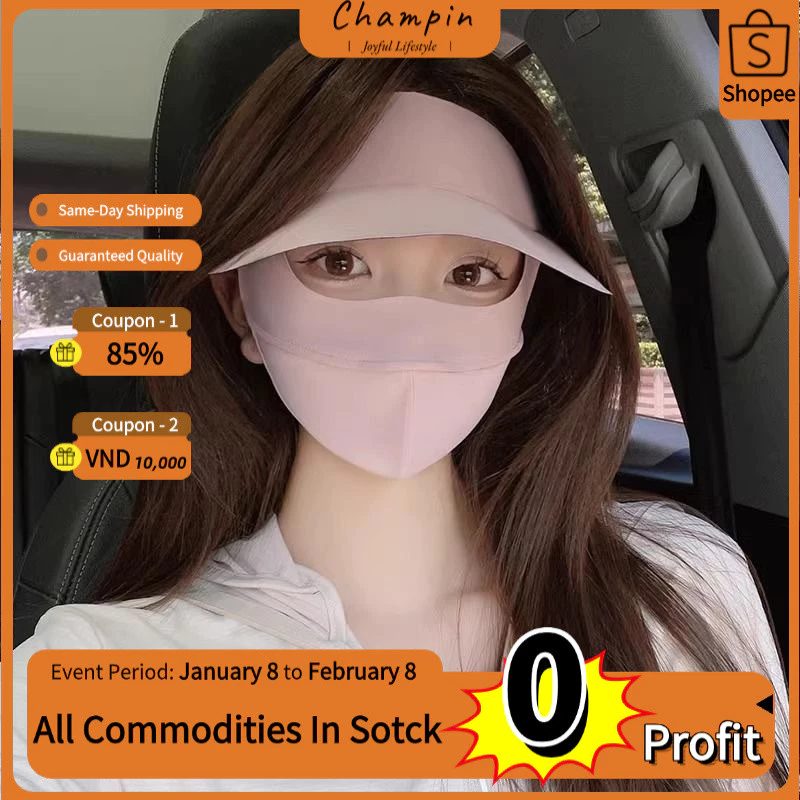 Champin
| Joyful Lifestyle |
S
Shopee
Same-Day Shipping
Guaranteed Quality
Coupon - 1
85%
Coupon - 2
VND 10,000
Event Period: January 8 to February 8
All Commodities In Sotck
0
Profit